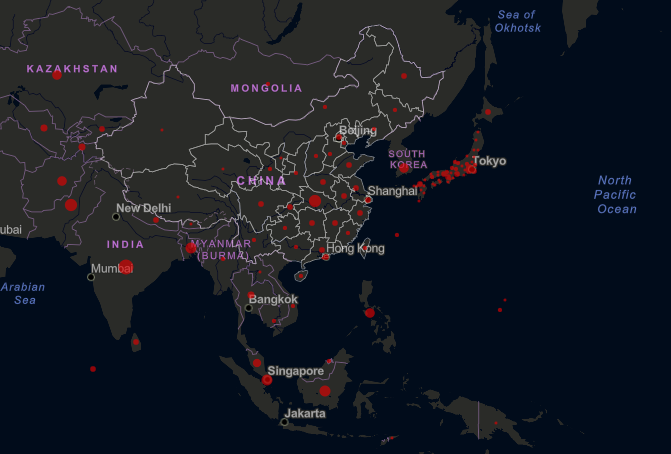 Sea of
Okhotsk
KAZAKHSTAN
MONGOLIA
Beijing
SOUTH
KOREA
Tokyo
CHINA
North
Pacific
Ocean
Shanghai
New Delhi
ubai
INDIA
MYANMAR
(BURMA)
Hong Kong
Mumbai
Arabian
Sea
Bangkok
Singapore
Jakarta